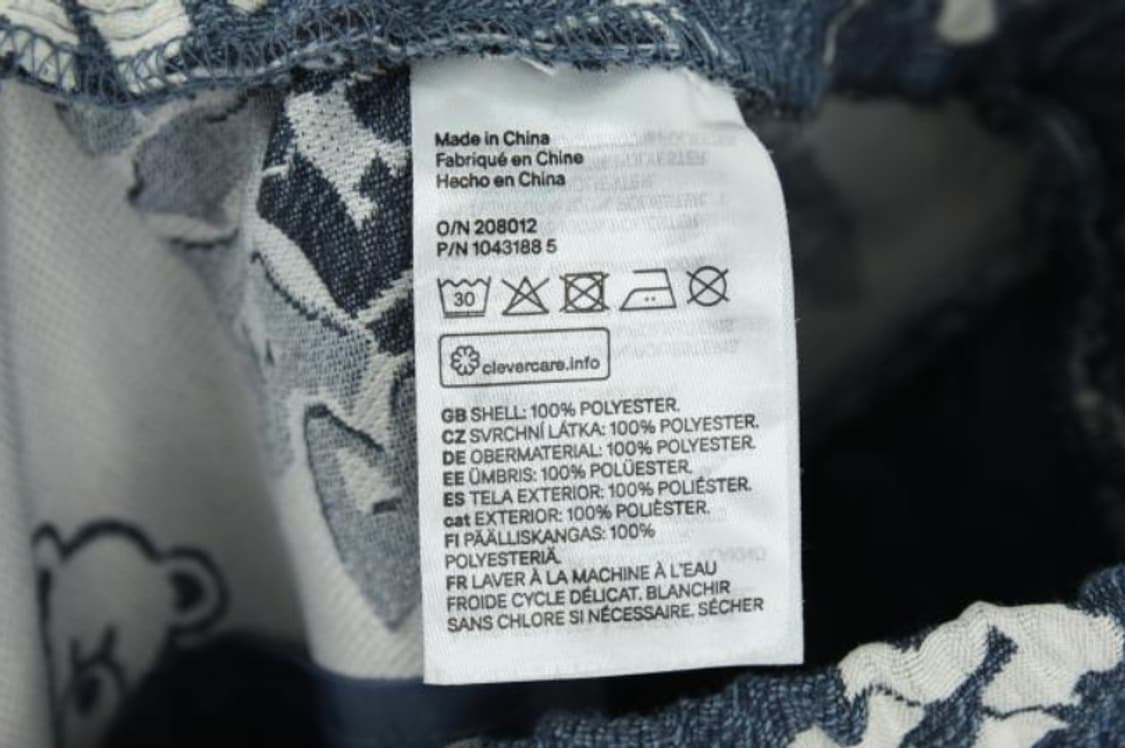 Made in China
Fabriqué en Chine
Hecho en China
O/N 208012
P/N 1043188 5
30
clevercare.info
GB SHELL: 100% POLYESTER.
CZ SVRCHNÍ LÁTKA: 100% POLYESTER.
DE OBERMATERIAL: 100% POLYESTER.
EE ÜMBRIS: 100% POLÜESTER.
ES TELA EXTERIOR: 100% POLIÉSTER.
cat EXTERIOR: 100% POLIÈSTER.
FI PÄÄLLISKANGAS: 100%
POLYESTERIÄ.
FR LAVER À LA MACHINE À L'EAU
FROIDE CYCLE DÉLICAT. BLANCHIR
SANS CHLORE SI NÉCESSAIRE. SÉCHER